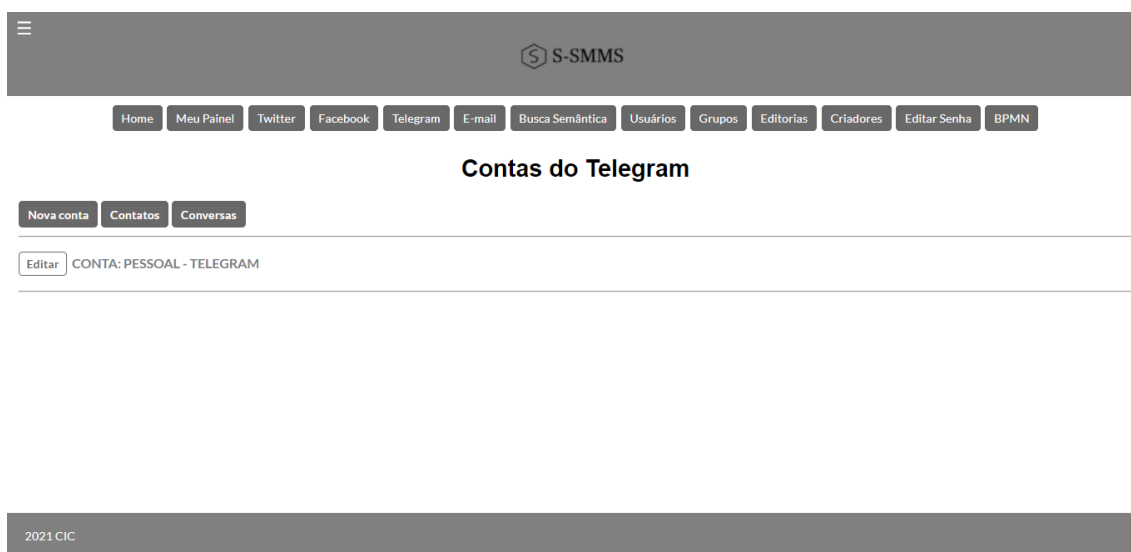 ☰
S-SMMS
Home Meu Painel Twitter Facebook Telegram E-mail Busca Semântica Usuários Grupos Editorias Criadores Editar Senha BPMN
Contas do Telegram
Nova conta Contatos Conversas
Editar CONTA: PESSOAL - TELEGRAM
2021 CIC